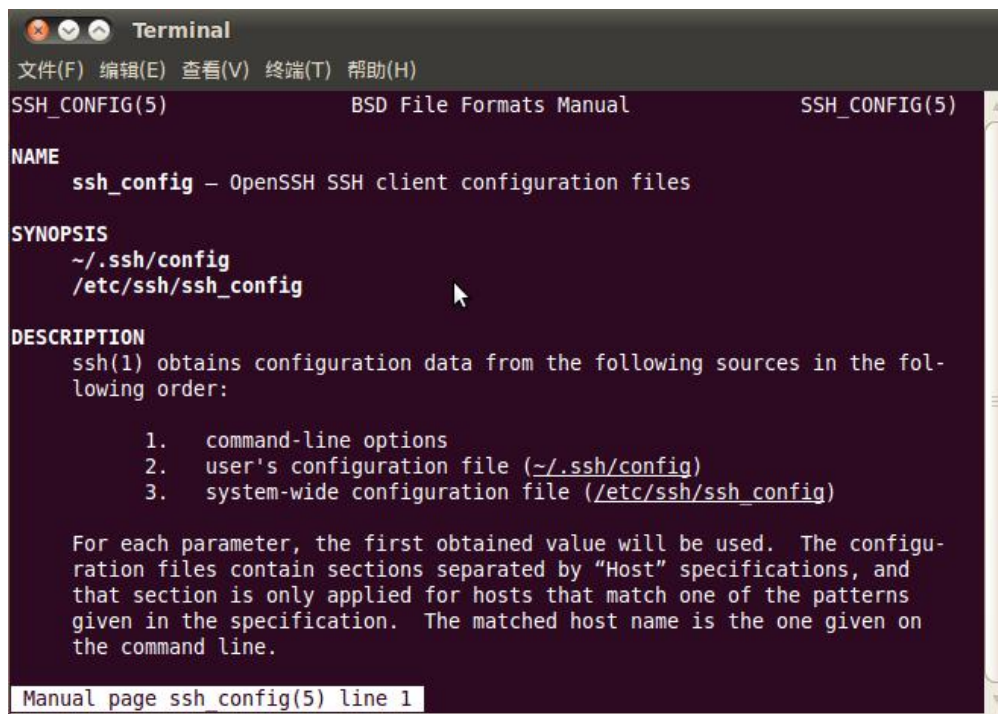 Terminal
文件(F) 编辑(E) 查看(V) 终端(T) 帮助(H)
SSH_CONFIG(5) BSD File Formats Manual SSH_CONFIG(5)
NAME
ssh_config — OpenSSH SSH client configuration files
SYNOPSIS
~/.ssh/config
/etc/ssh/ssh_config
DESCRIPTION
ssh(1) obtains configuration data from the following sources in the fol-
lowing order:
1. command-line options
2. user's configuration file (~/.ssh/config)
3. system-wide configuration file (/etc/ssh/ssh_config)
For each parameter, the first obtained value will be used. The configu-
ration files contain sections separated by “Host” specifications, and
that section is only applied for hosts that match one of the patterns
given in the specification. The matched host name is the one given on
the command line.
Manual page ssh_config(5) line 1